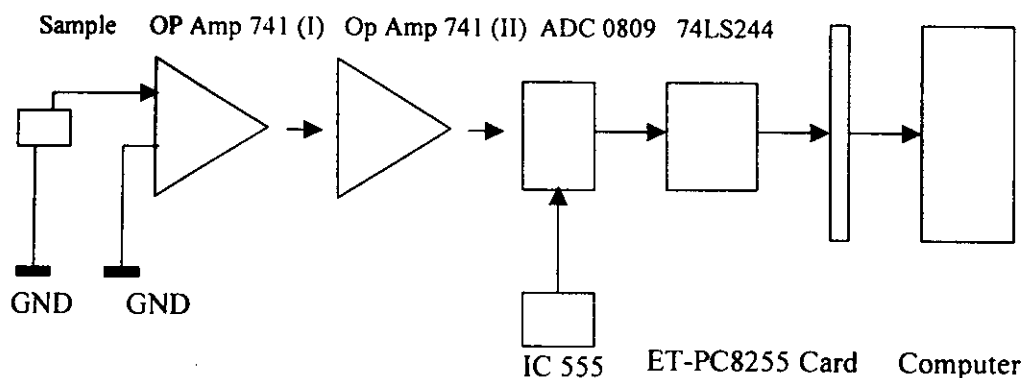 Sample OP Amp 741 (I) Op Amp 741 (II) ADC 0809 74LS244
GND GND
IC 555 ET-PC8255 Card Computer